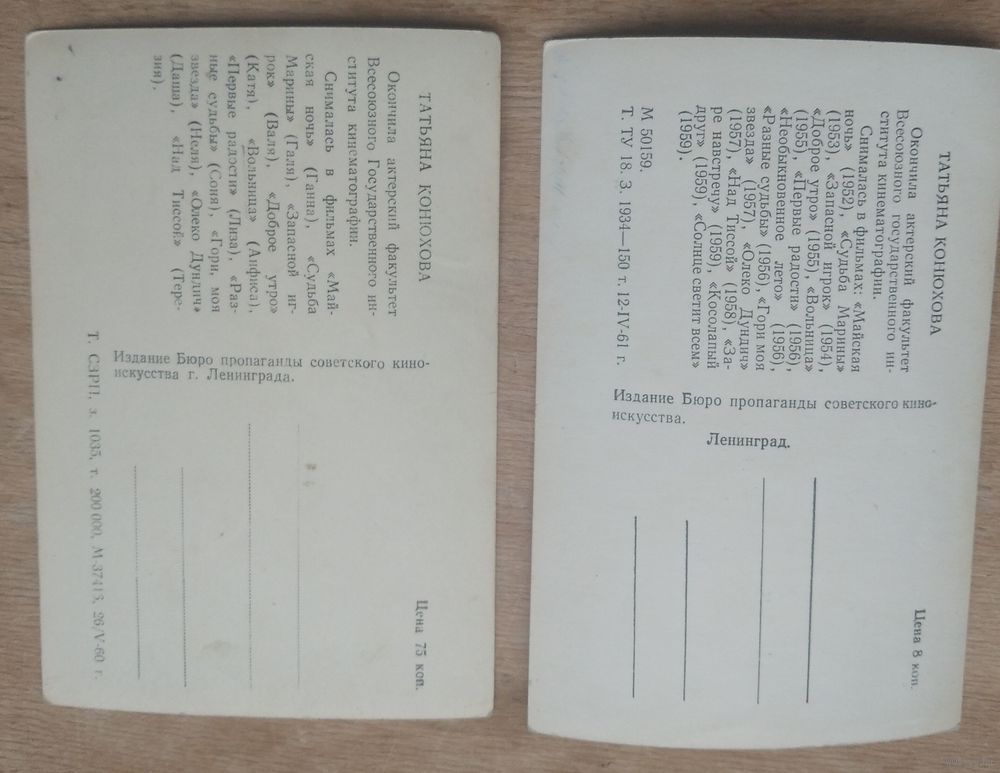 ТАТЬЯНА КОНЮХОВА
Окончила актерский факультет
Всесоюзного Государственного ин-
ститута кинематографии.
Снималась в фильмах «Май-
ская ночь» (Ганна), «Судьба
Марины» (Галя), «Запасной иг-
рок» (Валя), «Доброе утро»
(Катя), «Вольница» (Анфиса),
«Первые радости» (Лиза), «Раз-
ные судьбы» (Соня), «Гори, моя
звезда» (Неля), «Олеко Дундич»
(Даша), «Над Тиссой» (Тере-
зия).
Издание Бюро пропаганды советского кино-
искусства г. Ленинграда.
Т. СЗРП, з. 1035, т. 200 000, М 37413, 26/V-60 г.
Цена 75 коп.
ТАТЬЯНА КОНЮХОВА
Окончила актерский факультет
Всесоюзного государственного ин-
ститута кинематографии.
Снималась в фильмах: «Майская
ночь» (1952), «Судьба Марины»
(1953), «Запасной игрок» (1954),
«Доброе утро» (1955), «Вольница»
(1955), «Первые радости» (1956),
«Необыкновенное лето» (1956),
«Разные судьбы» (1956), «Гори моя
звезда» (1957), «Олеко Дундич»
(1957), «Над Тиссой» (1958), «За-
ре навстречу» (1959), «Косолапый
друг» (1959), «Солнце светит всем»
(1959).
М 50159.
Т. ТУ 18. З. 1934—150 т. 12-IV-61 г.
Издание Бюро пропаганды советского кино-
искусства.
Ленинград.
Цена 8 коп.